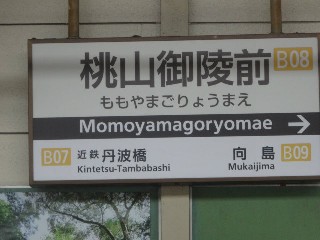 桃山御陵前 B08
ももやまごりょうまえ
Momoyamagoryomae →
B07 近鉄丹波橋 向島 B09
Kintetsu-Tambabashi Mukaijima